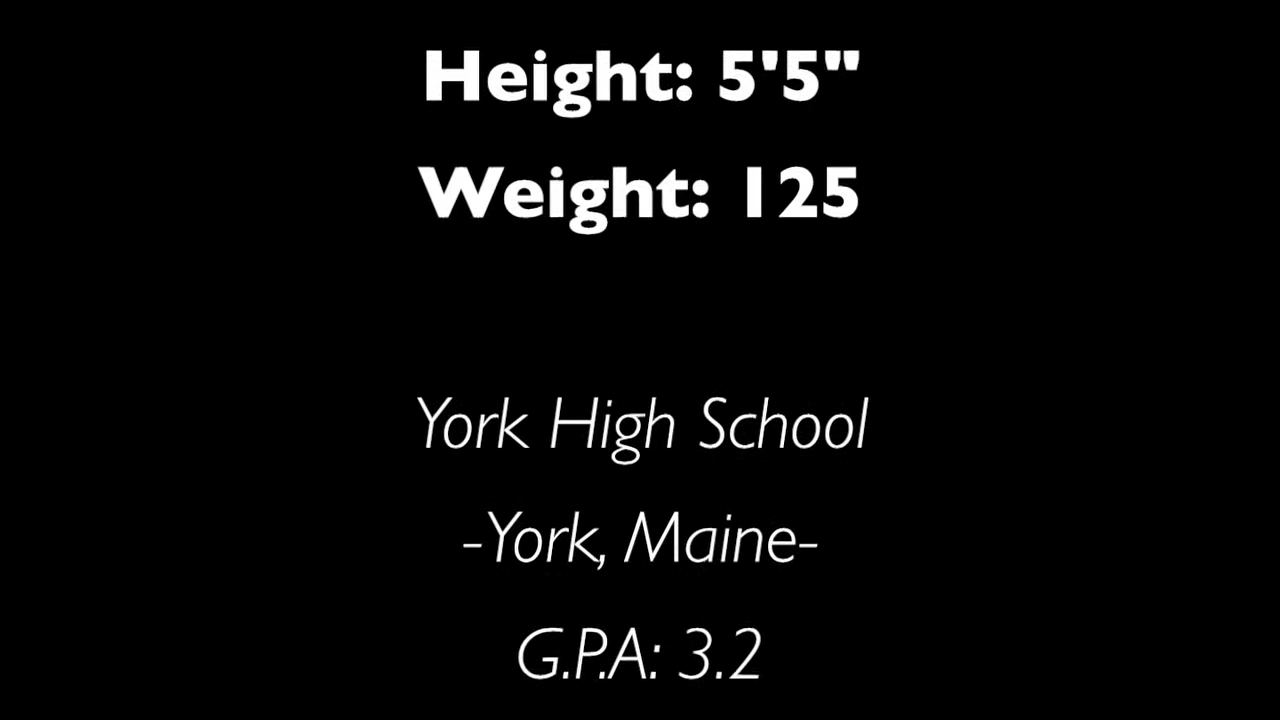 Height: 5'5"
Weight: 125
York High School
-York, Maine-
G.P.A: 3.2